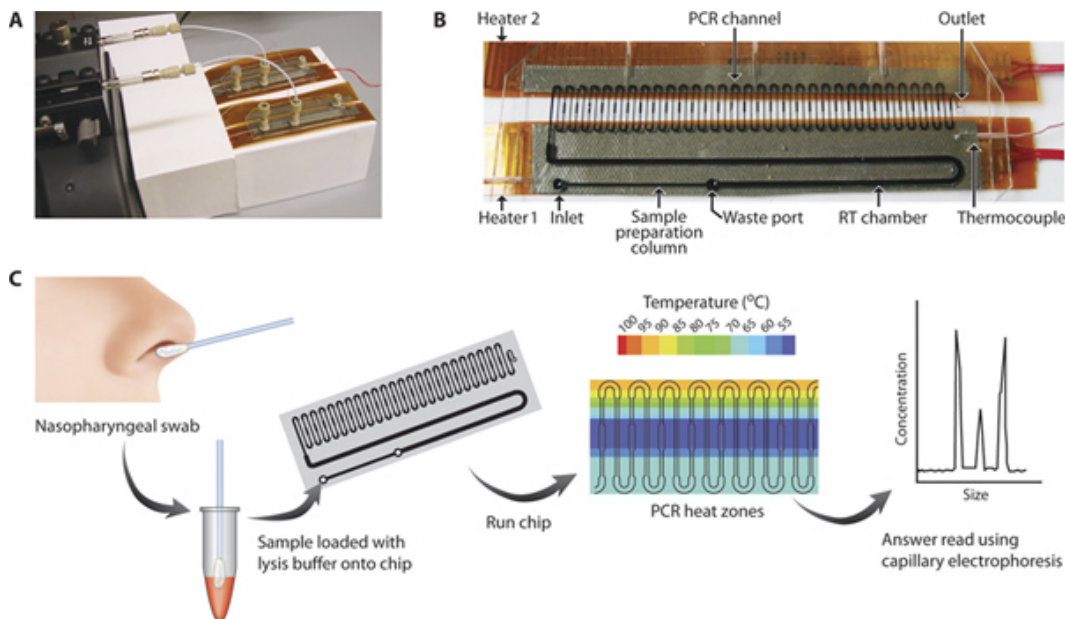 A
B
Heater 2
PCR channel
Outlet
Heater 1
Inlet
Sample
preparation
column
Waste port
RT chamber
Thermocouple
C
Nasopharyngeal swab
Sample loaded with
lysis buffer onto chip
Run chip
Temperature (°C)
100 95 90 85 80 75 70 65 60 55
PCR heat zones
Concentration
Size
Answer read using
capillary electrophoresis